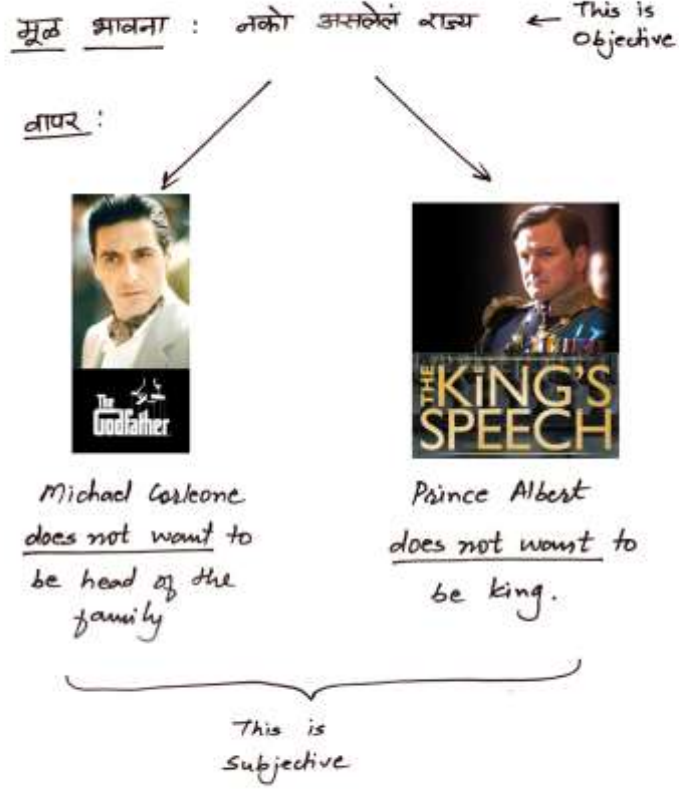 मूळ भावना : नको असलेलं राज्य ← This is
Objective
वापर :
The
Godfather
THE
KING'S
SPEECH
Michael Corleone
does not want to
be head of the
family
Prince Albert
does not want to
be king.
This is
Subjective